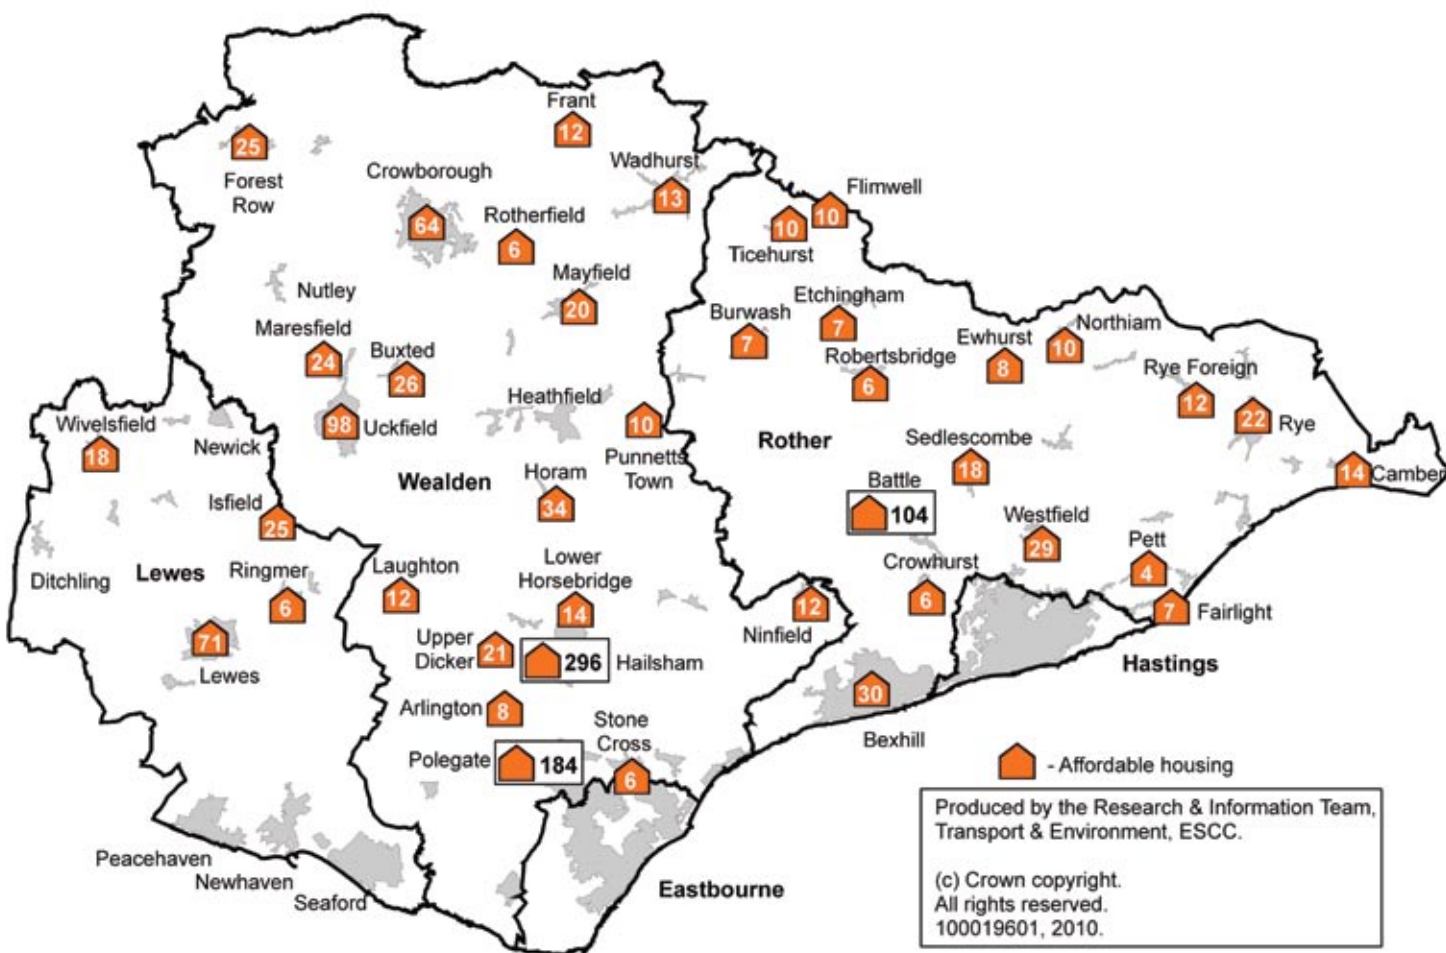 Frant
12
25
Forest
Row
Crowborough
64
Wadhurst
13
Rotherfield
6
Flimwell
10
10
Ticehurst
Nutley
Mayfield
20
Maresfield
24
Buxted
26
98
Uckfield
Heathfield
10
Punnetts
Town
Burwash
7
Etchingham
7
Robertsbridge
6
Ewhurst
8
Northiam
10
Rye Foreign
12
22
Rye
14
Camber
Rother
Sedlescombe
18
Battle
104
Westfield
29
Pett
4
7
Fairlight
Crowhurst
6
12
Ninfield
Hastings
30
Bexhill
Wivelsfield
18
Newick
Isfield
25
Ditchling
Lewes
Ringmer
6
71
Lewes
Wealden
Horam
34
Laughton
12
Lower
Horsebridge
14
Upper
Dicker
21
296
Hailsham
Arlington
8
Polegate
184
Stone
Cross
6
Peacehaven
Newhaven
Seaford
Eastbourne
- Affordable housing
Produced by the Research & Information Team,
Transport & Environment, ESCC.
(c) Crown copyright.
All rights reserved.
100019601, 2010.